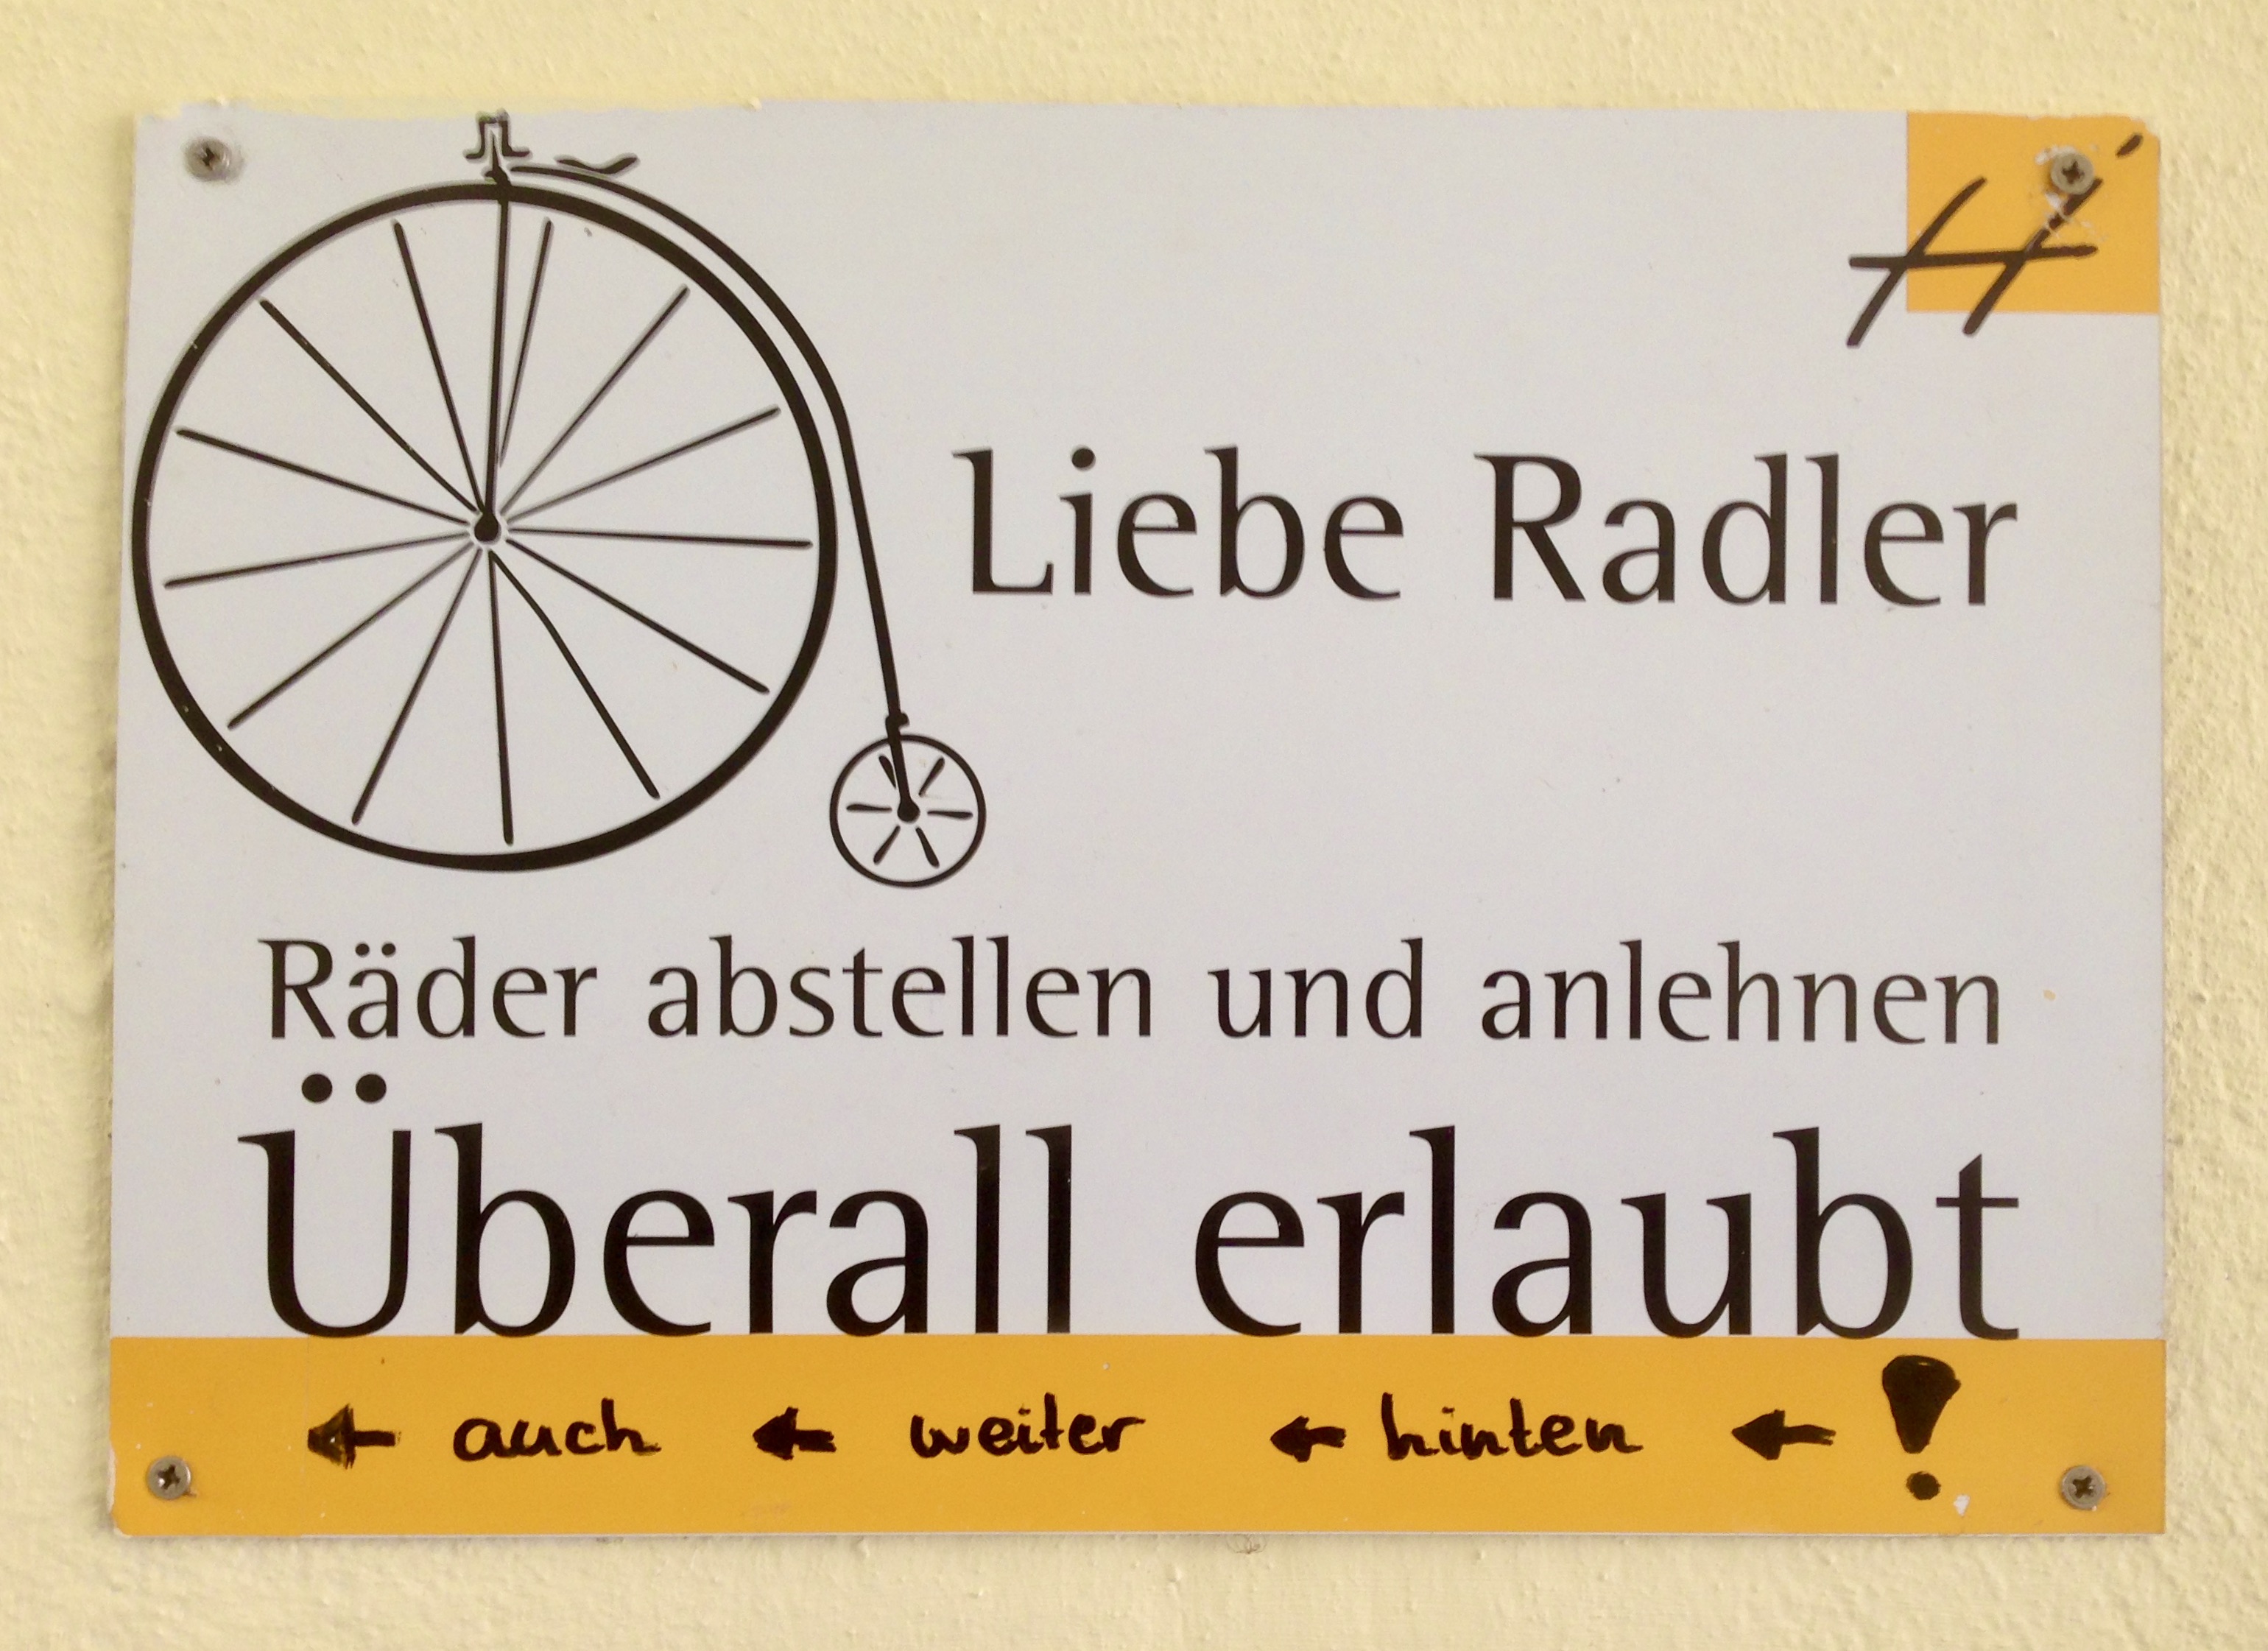 H
Liebe Radler
Räder abstellen und anlehnen
Überall erlaubt
← auch ← weiter ← hinten ← !